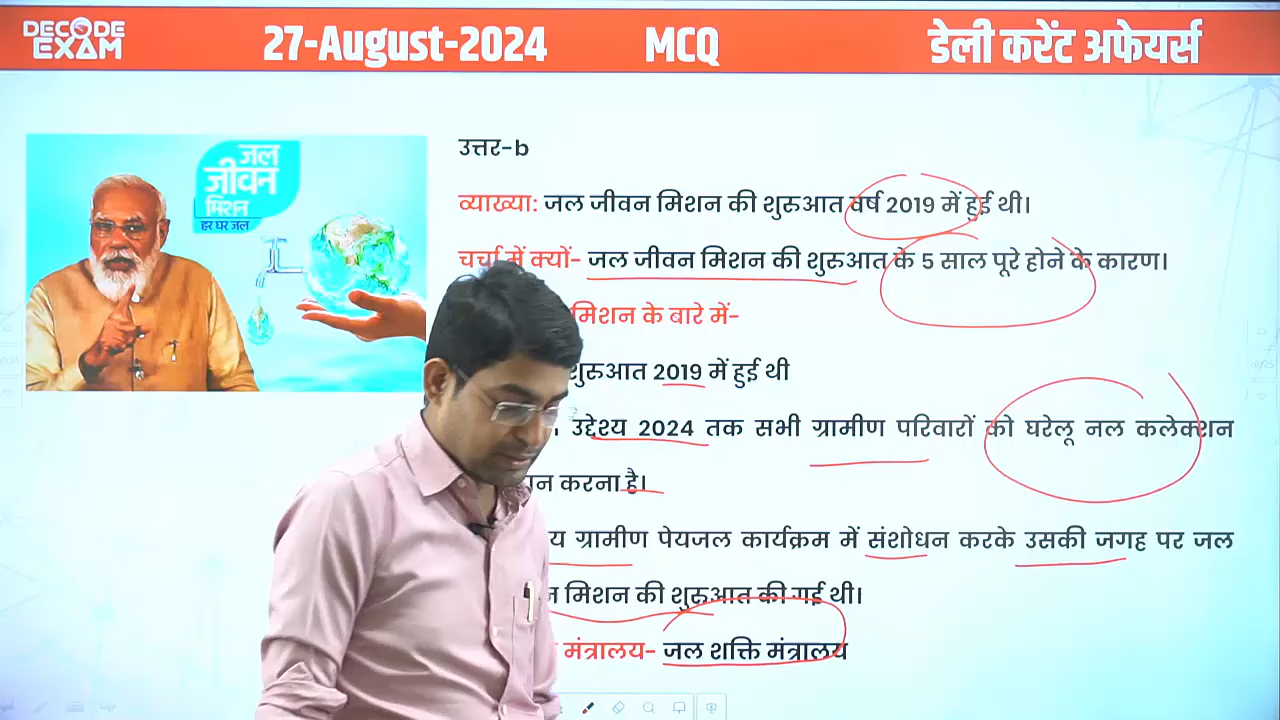 DECODE EXAM
27-August-2024 MCQ डेली करेंट अफेयर्स
जल
जीवन
मिशन
हर घर जल
उत्तर-b
व्याख्या: जल जीवन मिशन की शुरुआत वर्ष 2019 में हुई थी।
चर्चा में क्यों- जल जीवन मिशन की शुरुआत के 5 साल पूरे होने के कारण।
मिशन के बारे में-
शुरुआत 2019 में हुई थी
उद्देश्य 2024 तक सभी ग्रामीण परिवारों को घरेलू नल कलेक्शन
करना है।
ग्रामीण पेयजल कार्यक्रम में संशोधन करके उसकी जगह पर जल
मिशन की शुरुआत की गई थी।
मंत्रालय- जल शक्ति मंत्रालय